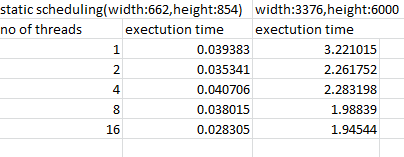 static scheduling(width:662,height:854) width:3376,height:6000
no of threads exectution time exectution time
1 0.039383 3.221015
2 0.035341 2.261752
4 0.040706 2.283198
8 0.038015 1.98839
16 0.028305 1.94544